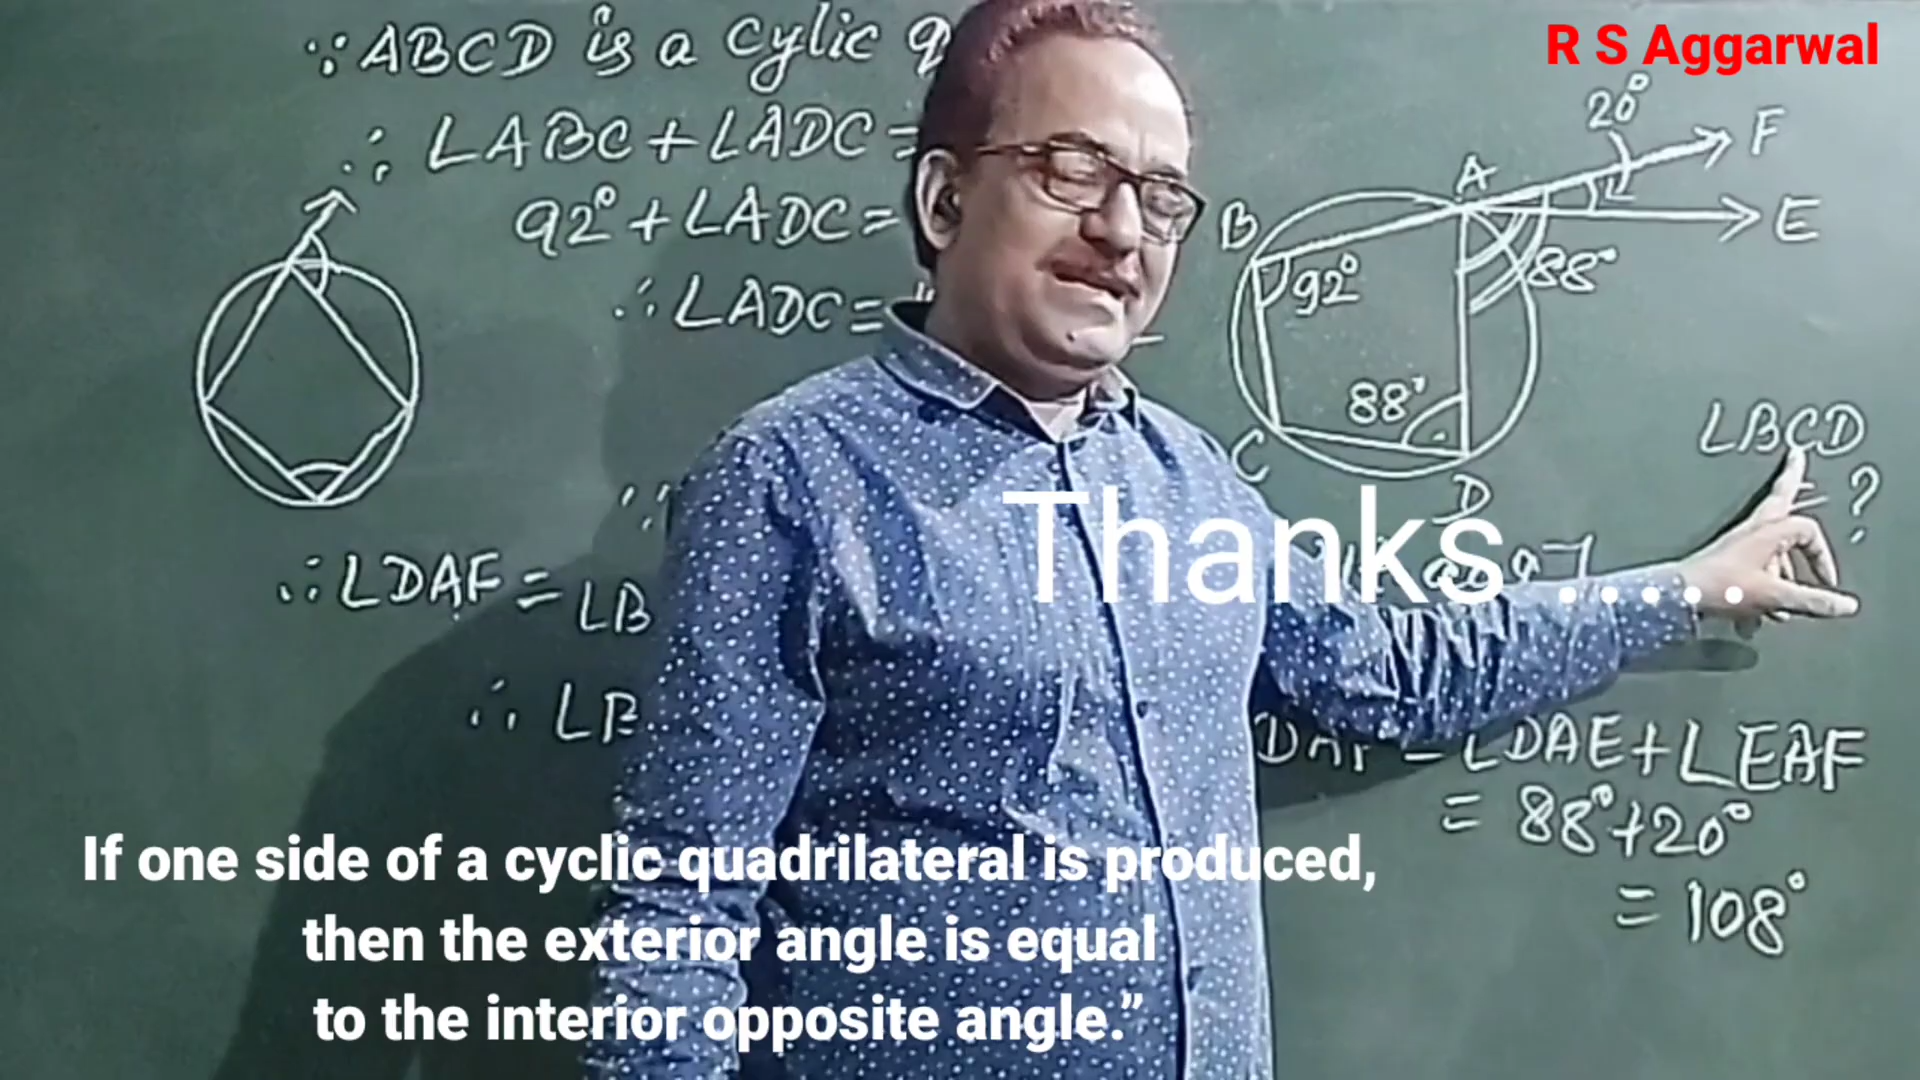 R S Aggarwal
∵ ABCD is a cylic
∴ ∠ABC + ∠ADC =
92° + ∠ADC =
∴ ∠ADC =
∴ ∠DAF = ∠B
∴ ∠B
20°
F
A
E
B
92°
88°
88°
C
D
∠BCD
= ?
Thanks .....
= ∠DAE + ∠EAF
= 88° + 20°
= 108°
If one side of a cyclic quadrilateral is produced,
then the exterior angle is equal
to the interior opposite angle.”